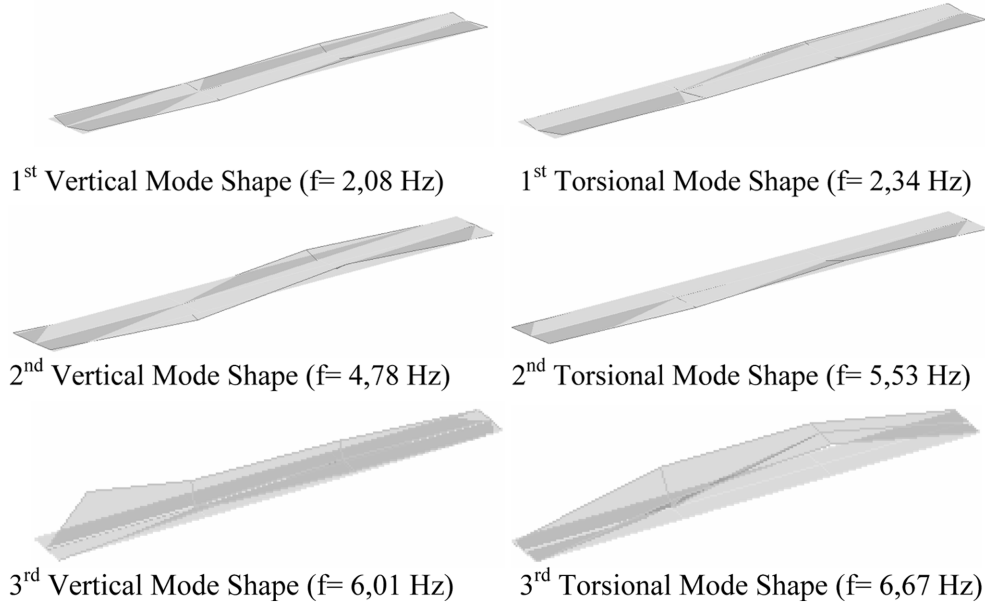 1st Vertical Mode Shape (f= 2,08 Hz)
1st Torsional Mode Shape (f= 2,34 Hz)
2nd Vertical Mode Shape (f= 4,78 Hz)
2nd Torsional Mode Shape (f= 5,53 Hz)
3rd Vertical Mode Shape (f= 6,01 Hz)
3rd Torsional Mode Shape (f= 6,67 Hz)